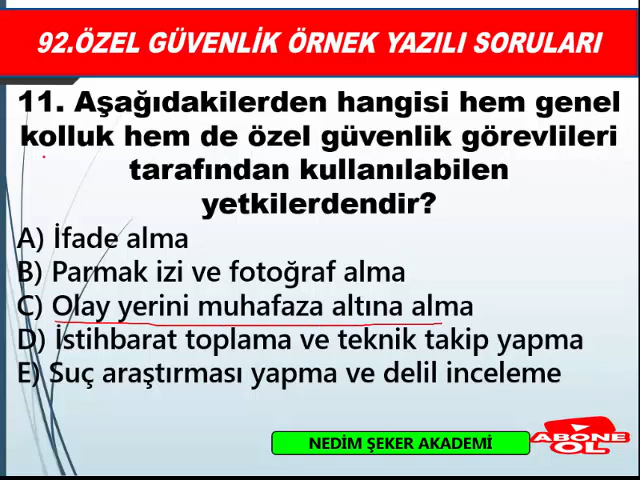 92.ÖZEL GÜVENLİK ÖRNEK YAZILI SORULARI
11. Aşağıdakilerden hangisi hem genel
kolluk hem de özel güvenlik görevlileri
tarafından kullanılabilen
yetkilerdendir?
A) İfade alma
B) Parmak izi ve fotoğraf alma
C) Olay yerini muhafaza altına alma
D) İstihbarat toplama ve teknik takip yapma
E) Suç araştırması yapma ve delil inceleme
NEDİM ŞEKER AKADEMİ
ABONE
OL